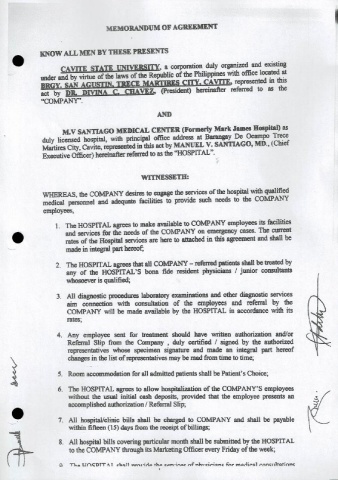 MEMORANDUM OF AGREEMENT
KNOW ALL MEN BY THESE PRESENTS
CAVITE STATE UNIVERSITY, a corporation duly organized and existing
under and by virtue of the laws of the Republic of the Philippines with office located at
BRGY. SAN AGUSTIN, TRECE MARTIRES CITY, CAVITE, represented in this
act by DR. DIVINA C. CHAVEZ, (President) hereinafter referred to as the
"COMPANY".
AND
M.V SANTIAGO MEDICAL CENTER (Formerly Mark James Hospital) as
duly licensed hospital, with principal office address at Barangay De Ocampo Trece
Martires City, Cavite, represented in this act by MANUEL V. SANTIAGO, MD., (Chief
Executive Officer) hereinafter referred to as the "HOSPITAL".
WITNESSETH:
WHEREAS, the COMPANY desires to engage the services of the hospital with qualified
medical personnel and adequate facilities to provide such needs to the COMPANY
employees,
1. The HOSPITAL agrees to make available to COMPANY employees its facilities
and services for the needs of the COMPANY on emergency cases. The current
rates of the Hospital services are here to attached in this agreement and shall be
made in integral part hereof;
2. The HOSPITAL agrees that all COMPANY – referred patients shall be treated by
any of the HOSPITAL'S bona fide resident physicians / junior consultants
whosoever is qualified;
3. All diagnostic procedures laboratory examinations and other diagnostic services
aim connection with consultation of the employees and referral by the
COMPANY will be made available by the HOSPITAL in accordance with its
rates;
4. Any employee sent for treatment should have written authorization and/or
Referral Slip from the Company , duly certified / signed by the authorized
representatives whose specimen signature and made an integral part hereof
changes in the list of representatives may be read from time to time;
5. Room accommodation for all admitted patients shall be Patient's Choice;
6. The HOSPITAL agrees to allow hospitalization of the COMPANY'S employees
without the usual initial cash deposits, provided that the employee presents an
accomplished authorization / Referral Slip;
7. All hospital/clinic bills shall be charged to COMPANY and shall be payable
within fifteen (15) days from the receipt of billings;
8. All hospital bills covering particular month shall be submitted by the HOSPITAL
to the COMPANY through its Marketing Officer every Friday of the week;
9. The HOSPITAL shall provide the services of physicians for medical consultations